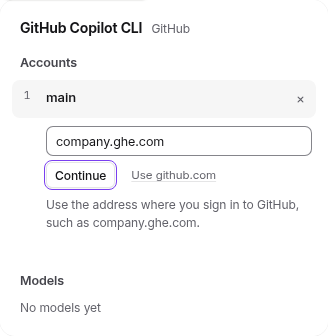 GitHub Copilot CLI GitHub
Accounts
1 main ×
company.ghe.com
Continue Use github.com
Use the address where you sign in to GitHub,
such as company.ghe.com.
Models
No models yet